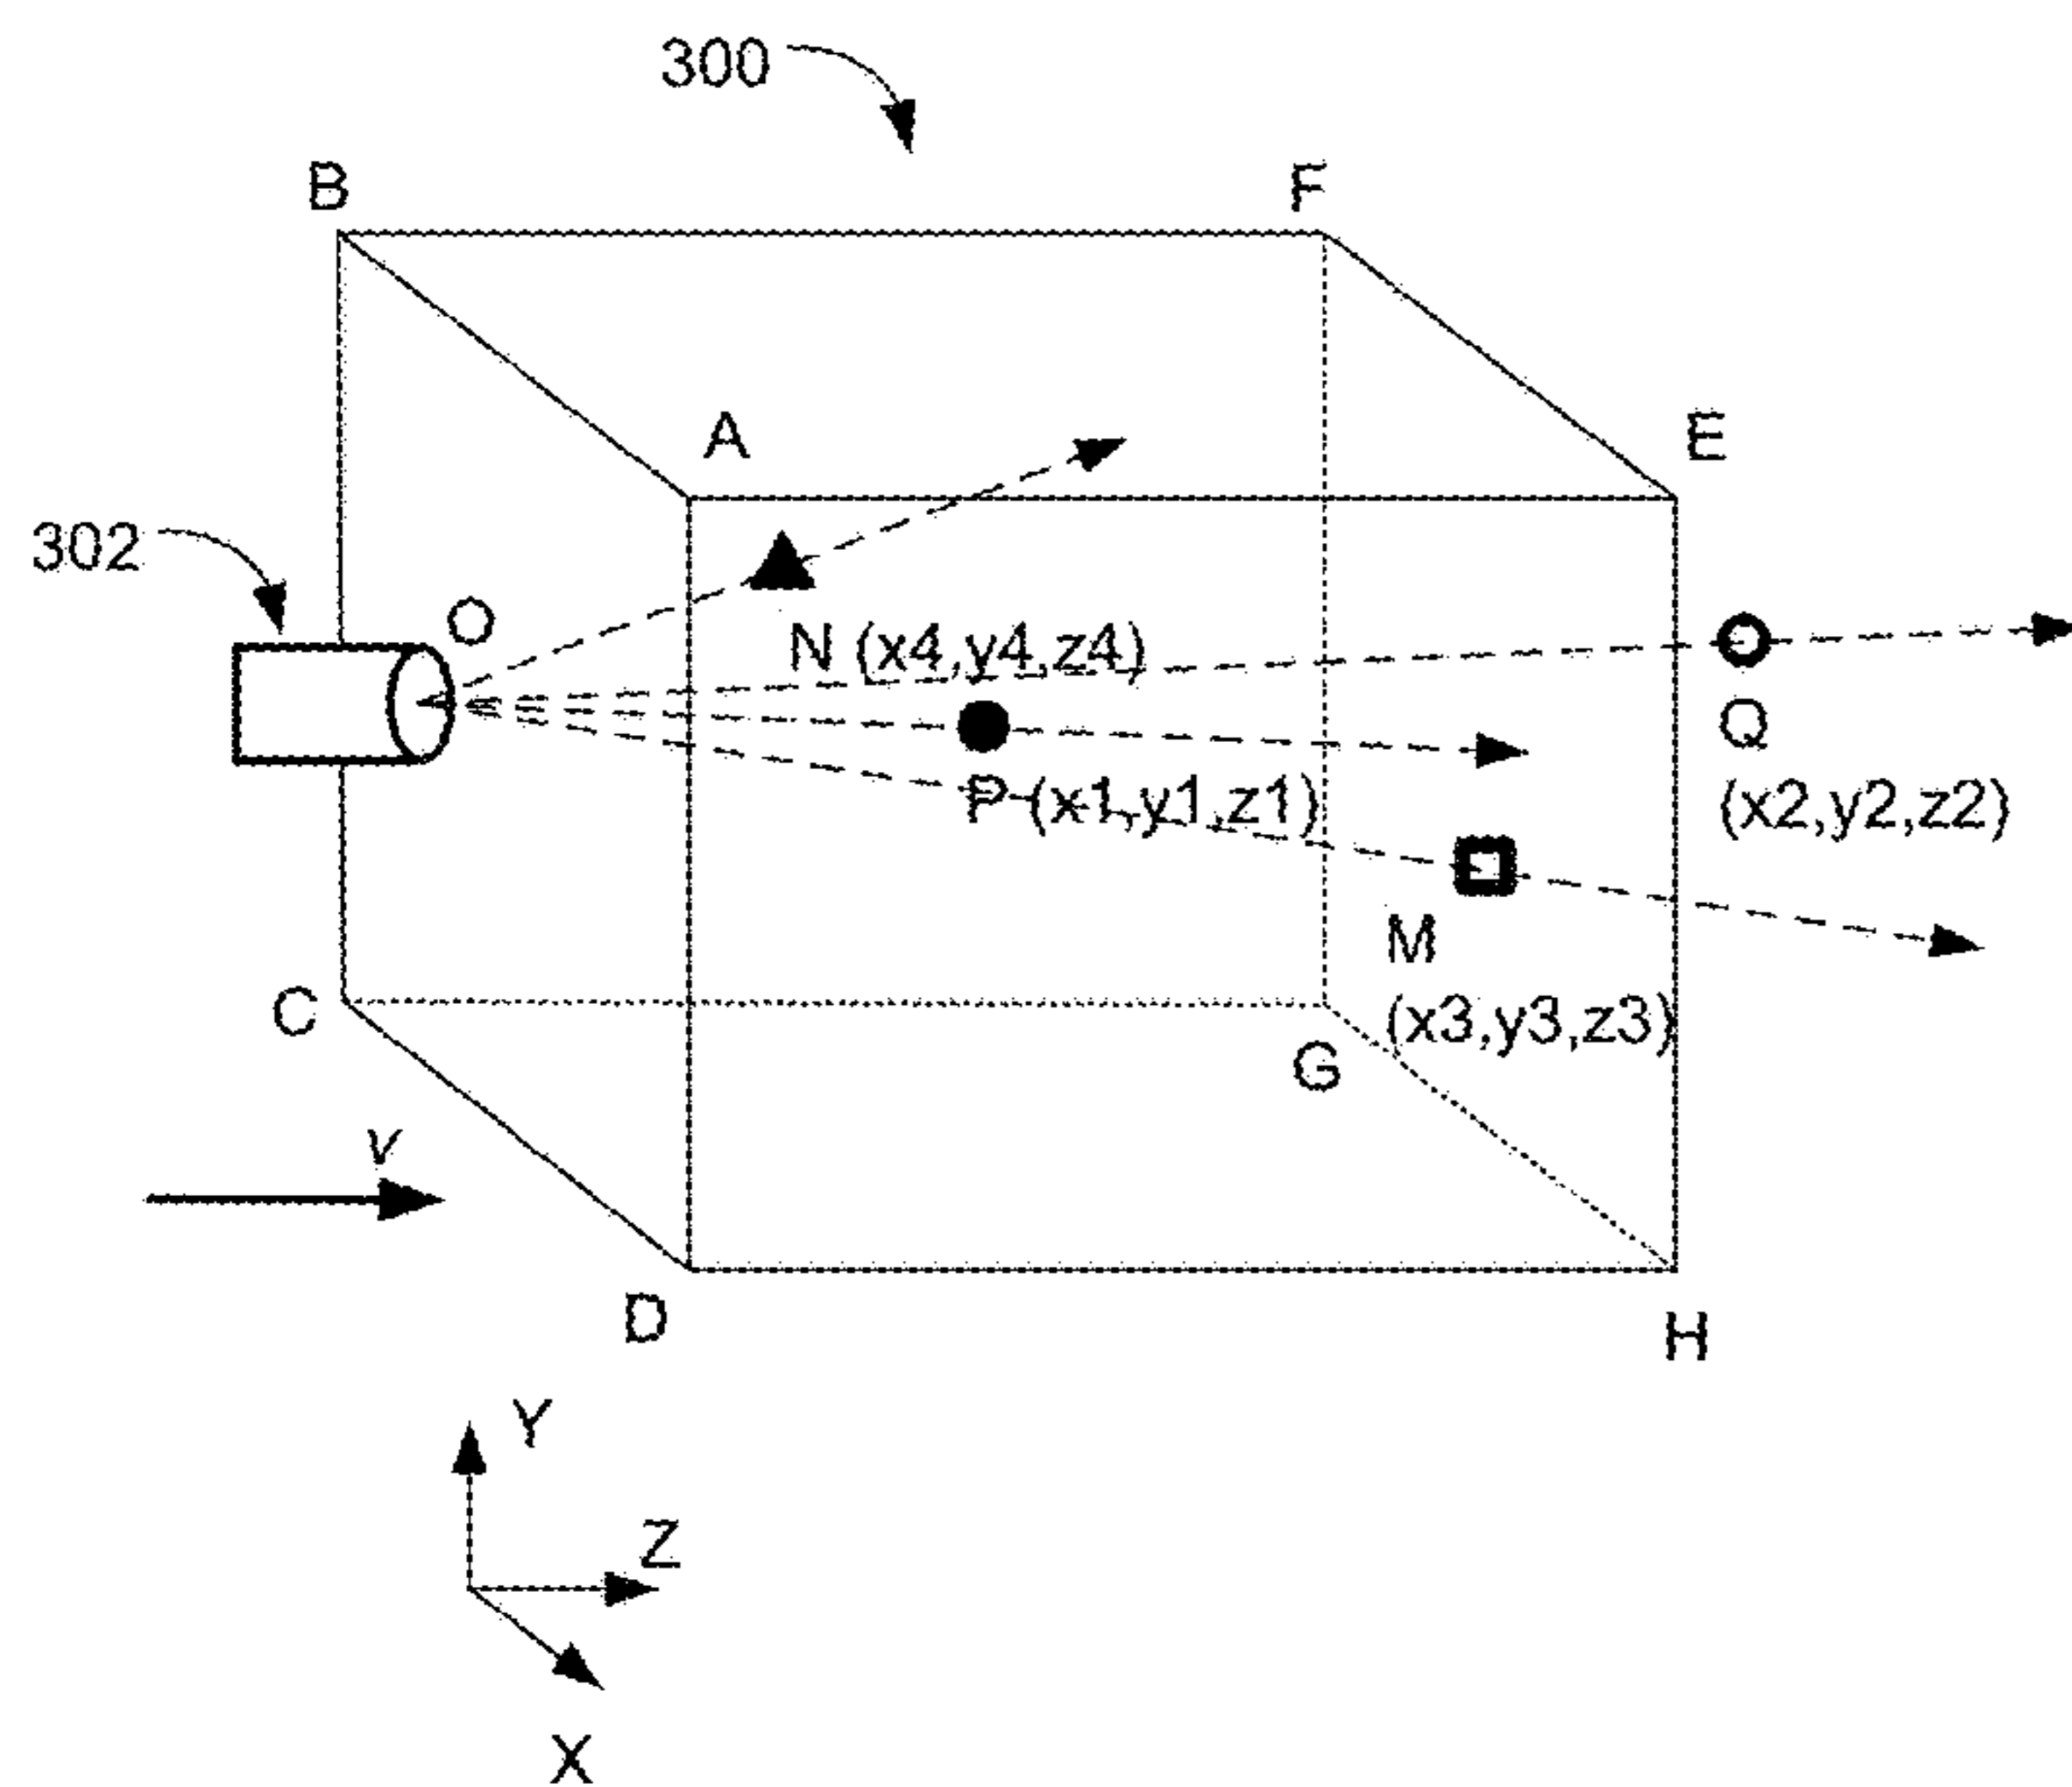 300
B
F
A
E
302
O
N (x4,y4,z4)
Q
(x2,y2,z2)
P (x1,y1,z1)
M
(x3,y3,z3)
C
G
v
D
H
Y
Z
X